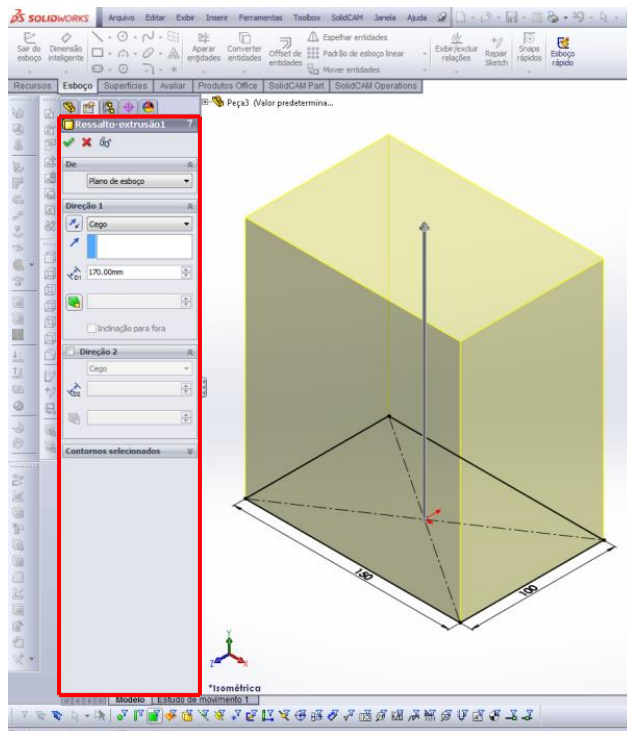 SOLIDWORKS
Arquivo Editar Exibir Inserir Ferramentas Toolbox SolidCAM Janela Ajuda
Sair do esboço
Dimensão inteligente
Aparar entidades
Converter entidades
Offset de entidades
Espelhar entidades
Padrão de esboço linear
Mover entidades
Exibir/excluir relações
Repair Sketch
Snaps rápidos
Esboço rápido
Recursos Esboço Superfícies Avaliar Produtos Office SolidCAM Part SolidCAM Operations
Peça3 (Valor predetermina...
Ressalto-extrusão1 ?
De
Plano de esboço
Direção 1
Cego
D1 170.00mm
Inclinação para fora
Direção 2
Cego
D2
Contornos selecionados
150
100
Y
Z X
*Isométrica
Modelo Estudo de movimento 1